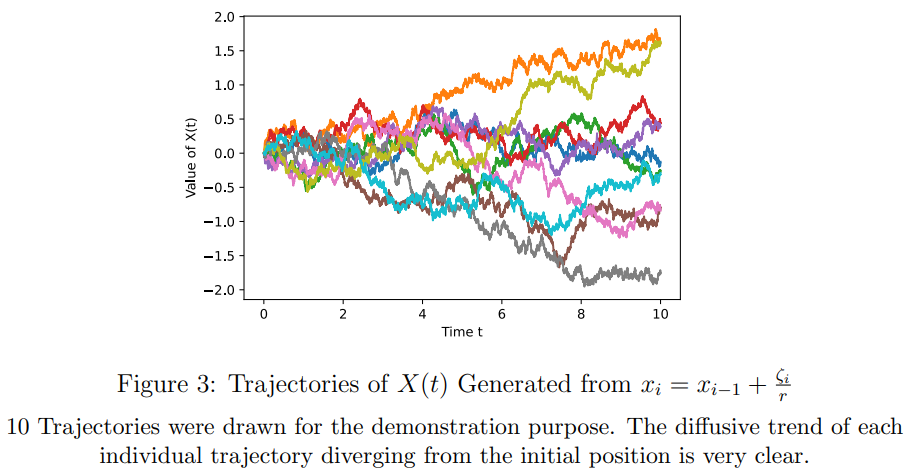 2.0
1.5
1.0
0.5
0.0
−0.5
−1.0
−1.5
−2.0
Value of X(t)
0 2 4 6 8 10
Time t
Figure 3: Trajectories of X(t) Generated from x_i = x_{i−1} + ζ_i/r
10 Trajectories were drawn for the demonstration purpose. The diffusive trend of each
individual trajectory diverging from the initial position is very clear.